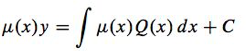 μ(x)y = ∫ μ(x)Q(x) dx + C